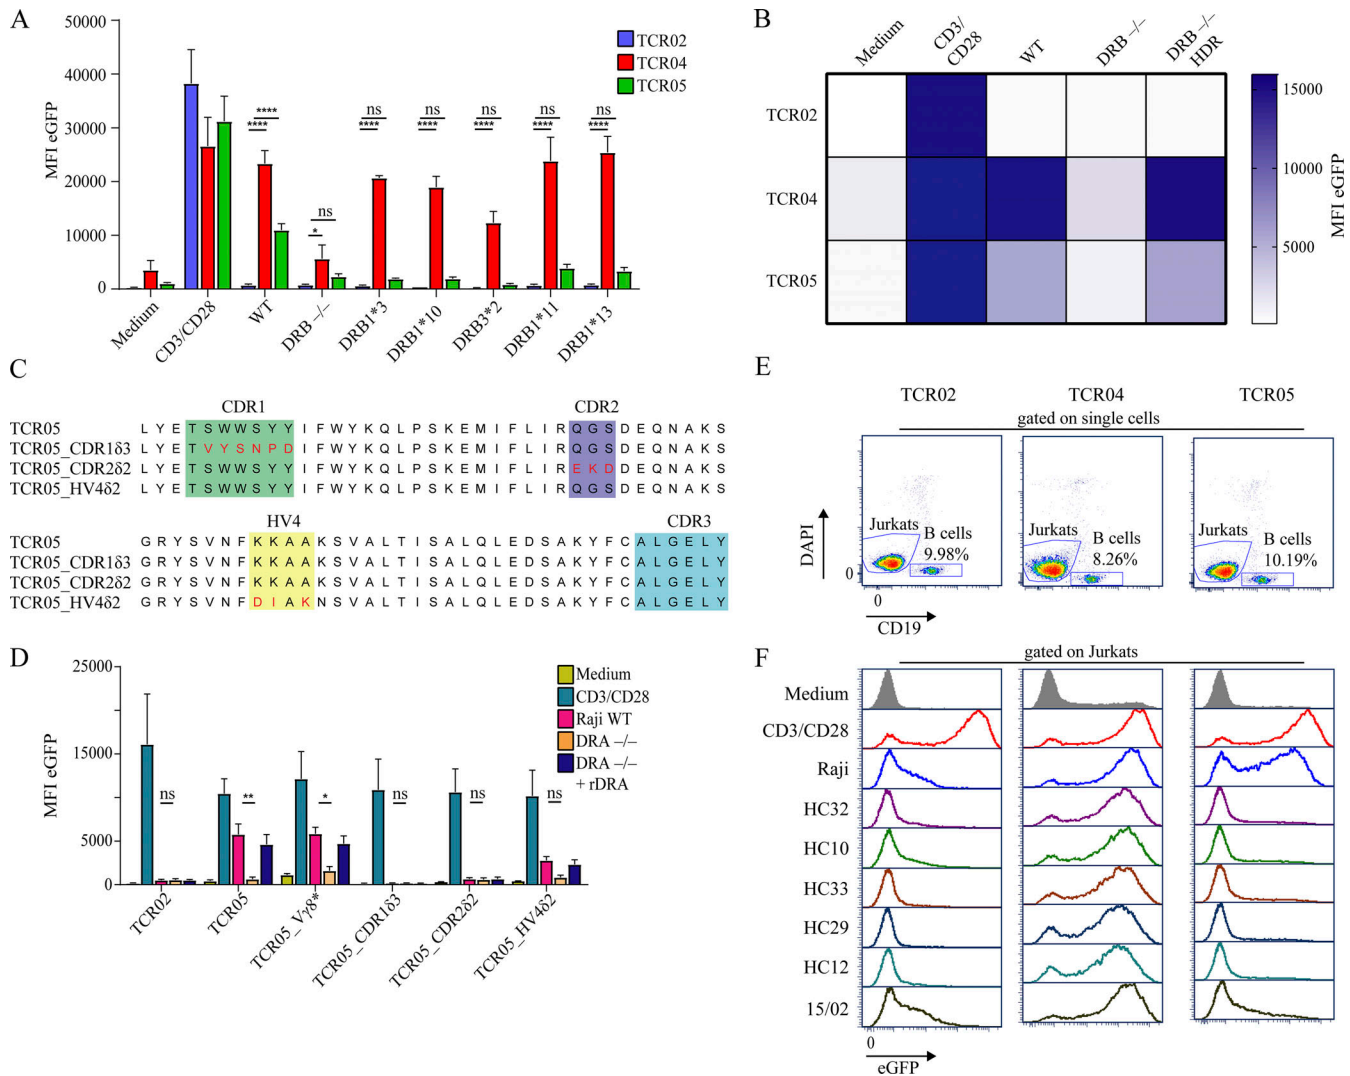 A
50000
40000
30000
20000
10000
0
MFI eGFP
TCR02
TCR04
TCR05
**** ****
* ns
**** ns
**** ns
**** ns
**** ns
**** ns
Medium
CD3/CD28
WT
DRB –/–
DRB1*3
DRB1*10
DRB3*2
DRB1*11
DRB1*13
B
Medium
CD3/
CD28
WT
DRB –/–
DRB –/–
HDR
TCR02
TCR04
TCR05
15000
10000
5000
MFI eGFP
C
CDR1 CDR2
TCR05 L Y E T S W W S Y Y I F W Y K Q L P S K E M I F L I R Q G S D E Q N A K S
TCR05_CDR1δ3 L Y E T V Y S N P D I F W Y K Q L P S K E M I F L I R Q G S D E Q N A K S
TCR05_CDR2δ2 L Y E T S W W S Y Y I F W Y K Q L P S K E M I F L I R E K D D E Q N A K S
TCR05_HV4δ2 L Y E T S W W S Y Y I F W Y K Q L P S K E M I F L I R Q G S D E Q N A K S
HV4 CDR3
TCR05 G R Y S V N F K K A A K S V A L T I S A L Q L E D S A K Y F C A L G E L Y
TCR05_CDR1δ3 G R Y S V N F K K A A K S V A L T I S A L Q L E D S A K Y F C A L G E L Y
TCR05_CDR2δ2 G R Y S V N F K K A A K S V A L T I S A L Q L E D S A K Y F C A L G E L Y
TCR05_HV4δ2 G R Y S V N F D I A K N S V A L T I S A L Q L E D S A K Y F C A L G E L Y
D
25000
15000
5000
0
MFI eGFP
Medium
CD3/CD28
Raji WT
DRA –/–
DRA –/–
+ rDRA
ns
**
*
ns
ns
ns
TCR02
TCR05
TCR05_Vγ8*
TCR05_CDR1δ3
TCR05_CDR2δ2
TCR05_HV4δ2
E
TCR02 TCR04 TCR05
gated on single cells
Jurkats
B cells
9.98%
Jurkats
B cells
8.26%
Jurkats
B cells
10.19%
DAPI
0
0
CD19
F
gated on Jurkats
Medium
CD3/CD28
Raji
HC32
HC10
HC33
HC29
HC12
15/02
0
eGFP